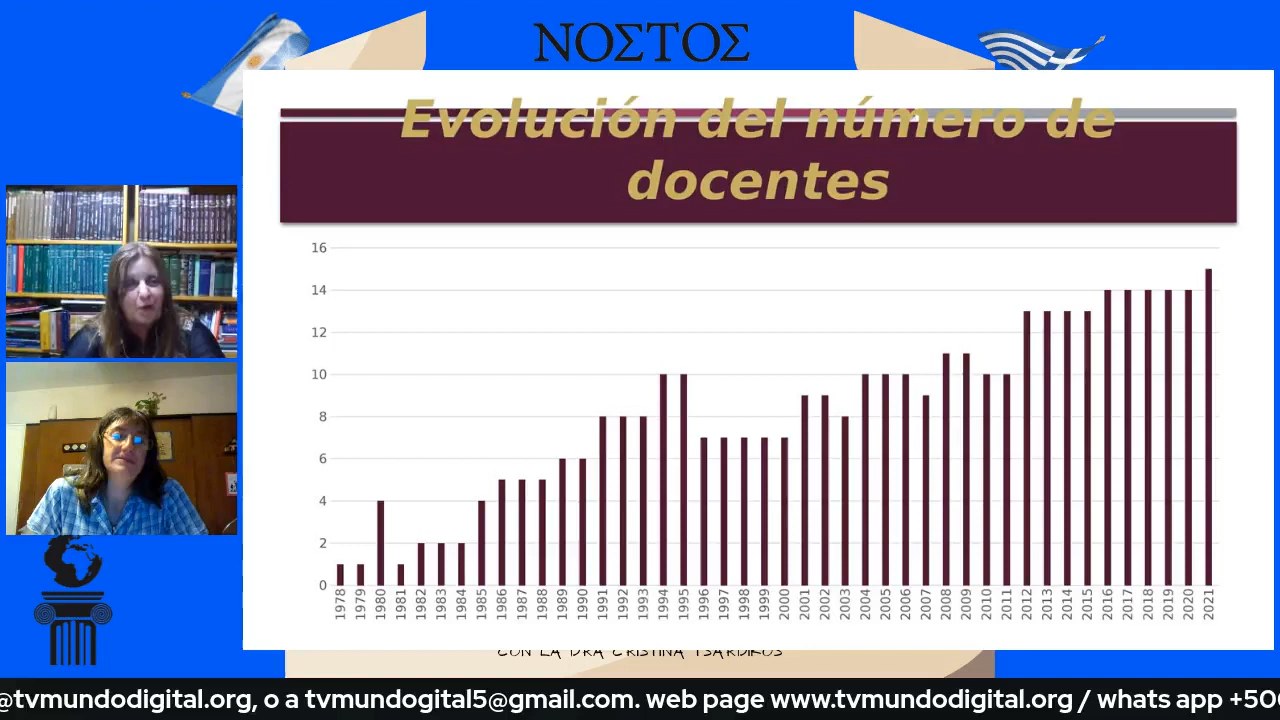 ΝΟΣΤΟΣ
Evolución del número de
docentes
16
14
12
10
8
6
4
2
0
1978 1979 1980 1981 1982 1983 1984 1985 1986 1987 1988 1989 1990 1991 1992 1993 1994 1995 1996 1997 1998 1999 2000 2001 2002 2003 2004 2005 2006 2007 2008 2009 2010 2011 2012 2013 2014 2015 2016 2017 2018 2019 2020 2021
CON LA DRA CRISTINA TSARDIKOS
@tvmundodigital.org, o a tvmundogital5@gmail.com. web page www.tvmundodigital.org / whats app +50